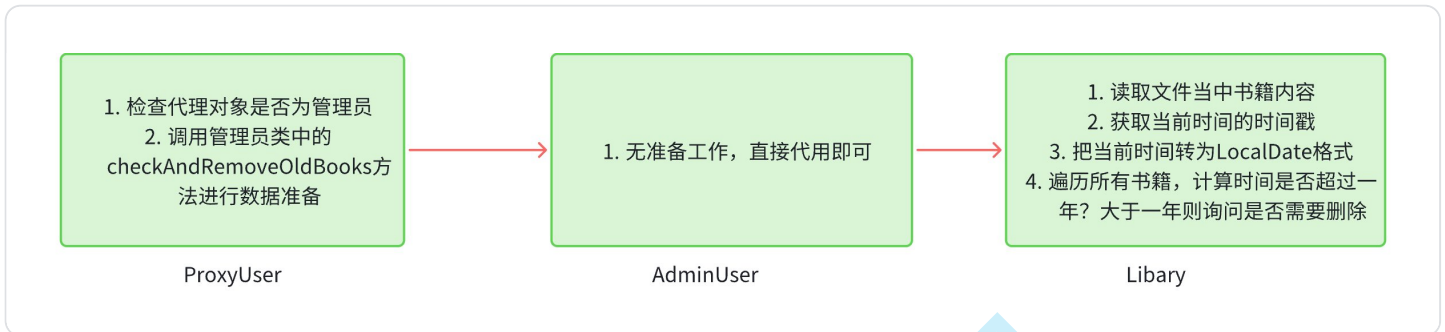 1. 检查代理对象是否为管理员
2. 调用管理员类中的
checkAndRemoveOldBooks方
法进行数据准备
ProxyUser
1. 无准备工作，直接代用即可
AdminUser
1. 读取文件当中书籍内容
2. 获取当前时间的时间戳
3. 把当前时间转为LocalDate格式
4. 遍历所有书籍，计算时间是否超过一
年？大于一年则询问是否需要删除
Libary